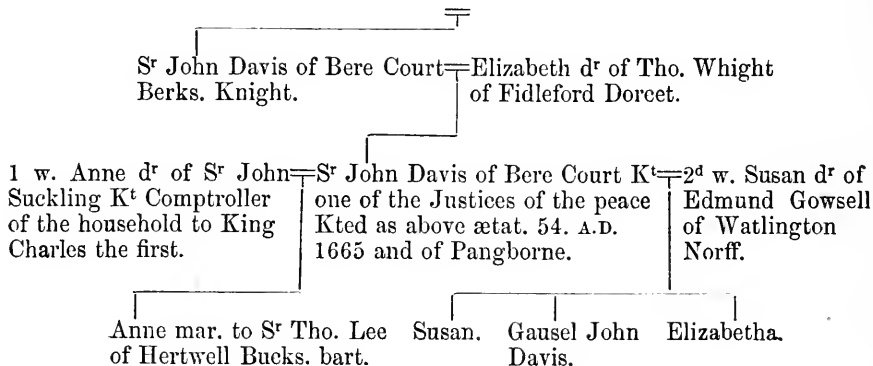 Sʳ John Davis of Bere Court
Berks. Knight.
Elizabeth dʳ of Tho. Whight
of Fidleford Dorcet.
1 w. Anne dʳ of Sʳ John
Suckling Kᵗ Comptroller
of the household to King
Charles the first.
Sʳ John Davis of Bere Court Kᵗ
one of the Justices of the peace
Kted as above ætat. 54. A.D.
1665 and of Pangborne.
2ᵈ w. Susan dʳ of
Edmund Gowsell
of Watlington
Norff.
Anne mar. to Sʳ Tho. Lee
of Hertwell Bucks. bart.
Susan.
Gausel John
Davis.
Elizabetha.